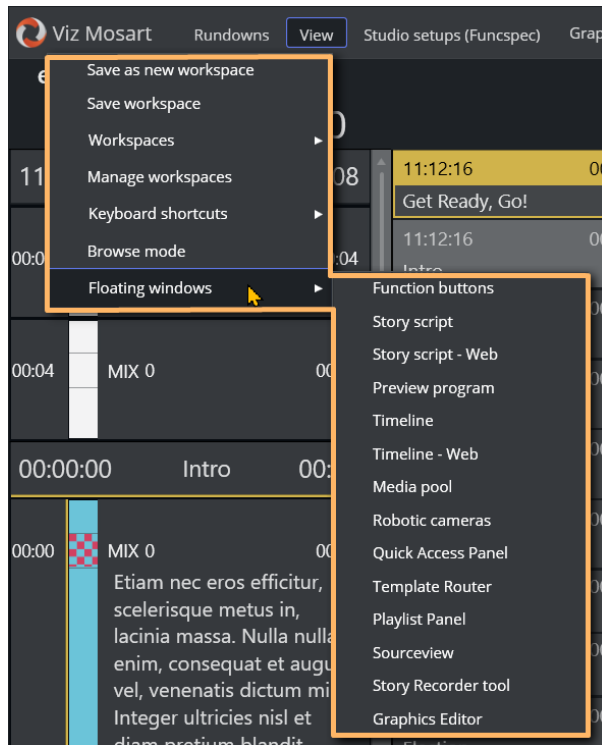 Viz Mosart Rundowns View Studio setups (Funcspec)
Save as new workspace
Save workspace
Workspaces
Manage workspaces
Keyboard shortcuts
Browse mode
Floating windows
Function buttons
Story script
Story script - Web
Preview program
Timeline
Timeline - Web
Media pool
Robotic cameras
Quick Access Panel
Template Router
Playlist Panel
Sourceview
Story Recorder tool
Graphics Editor
11:12:16
Get Ready, Go!
11:12:16
Intro
00:04 MIX 0
00:00:00 Intro
00:00 MIX 0
Etiam nec eros efficitur,
scelerisque metus in,
lacinia massa. Nulla
enim, consequat et
vel, venenatis dictum
Integer ultricies nisl et
diam pretium blandit